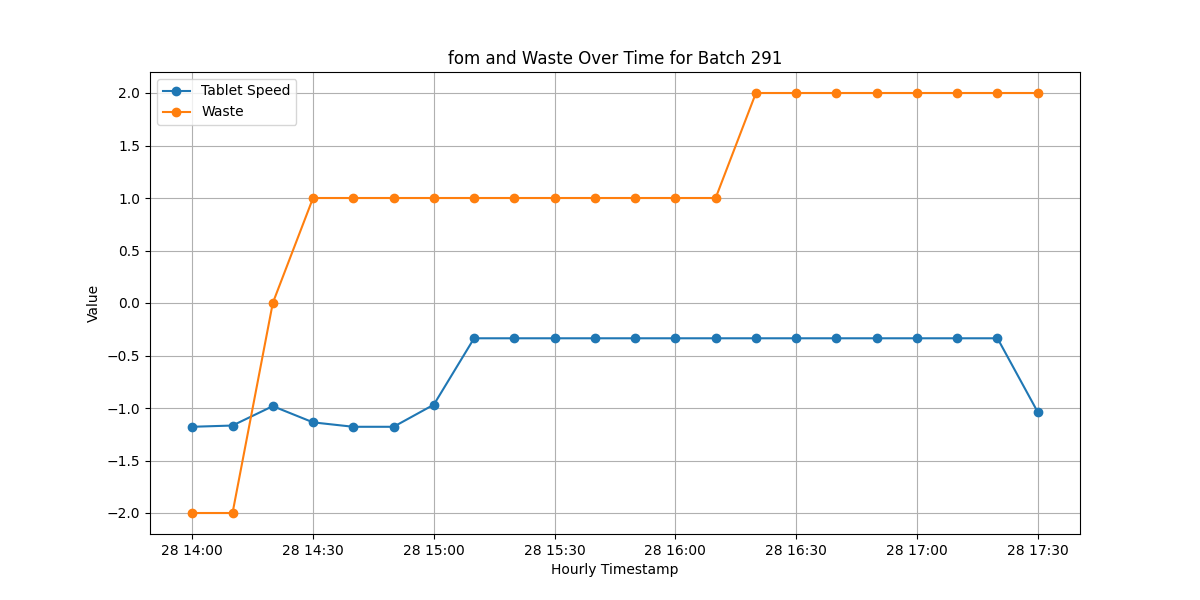 fom and Waste Over Time for Batch 291
Tablet Speed
Waste
2.0
1.5
1.0
0.5
0.0
−0.5
−1.0
−1.5
−2.0
Value
28 14:00 28 14:30 28 15:00 28 15:30 28 16:00 28 16:30 28 17:00 28 17:30
Hourly Timestamp